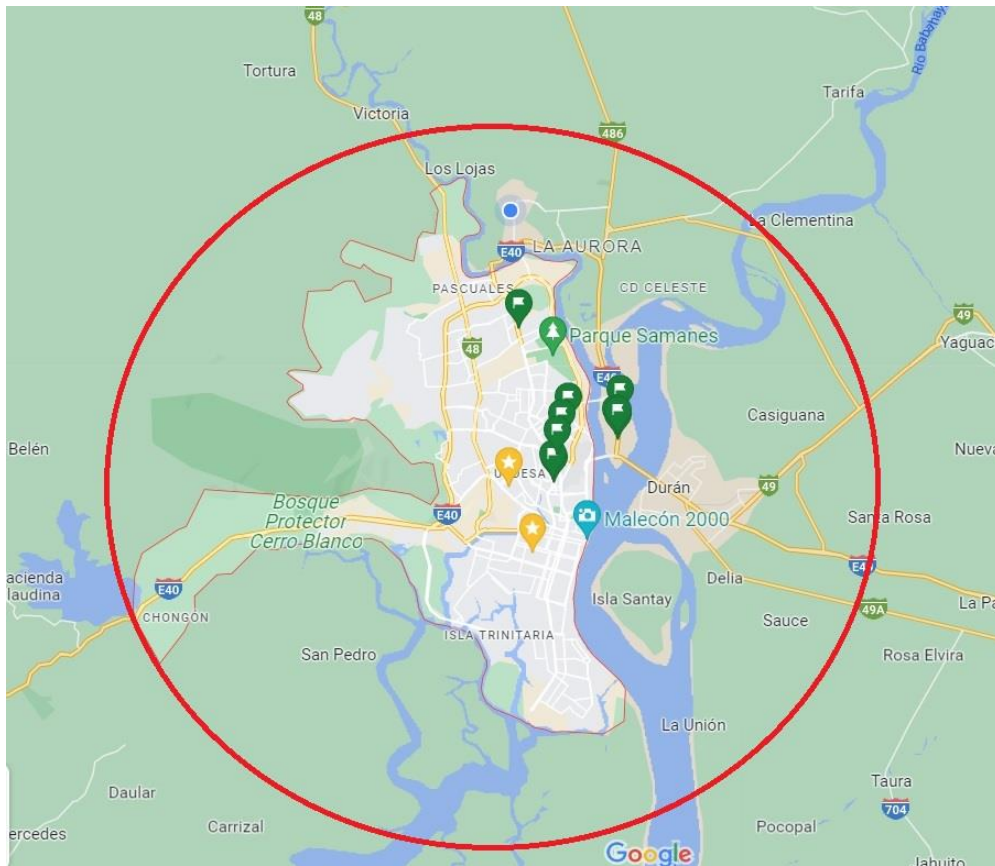 48
Tortura
Río Babahay
Tarifa
Victoria
486
Los Lojas
La Clementina
LA AURORA
E40
PASCUALES
CD CELESTE
49
Parque Samanes
48
Yaguac
E40
Casiguana
Belén
Nueva
U DESA
Durán
49
Bosque
Protector
Cerro Blanco
E40
Malecón 2000
Santa Rosa
E40
acienda
laudina
E40
Delia
Isla Santay
La Pa
CHONGÓN
49A
Sauce
ISLA TRINITARIA
San Pedro
Rosa Elvira
La Unión
Daular
Taura
704
Carrizal
Pocopal
ercedes
Google
Jahuito